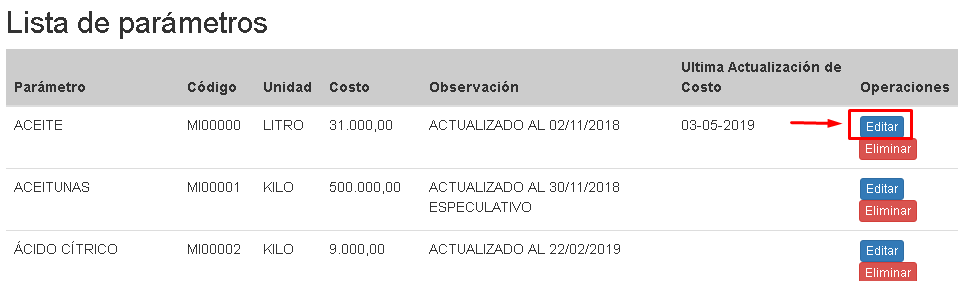 Lista de parámetros
Ultima Actualización de
Parámetro Código Unidad Costo Observación Costo Operaciones
ACEITE MI00000 LITRO 31.000,00 ACTUALIZADO AL 02/11/2018 03-05-2019 Editar
Eliminar
ACEITUNAS MI00001 KILO 500.000,00 ACTUALIZADO AL 30/11/2018 Editar
ESPECULATIVO Eliminar
ÁCIDO CÍTRICO MI00002 KILO 9.000,00 ACTUALIZADO AL 22/02/2019 Editar
Eliminar